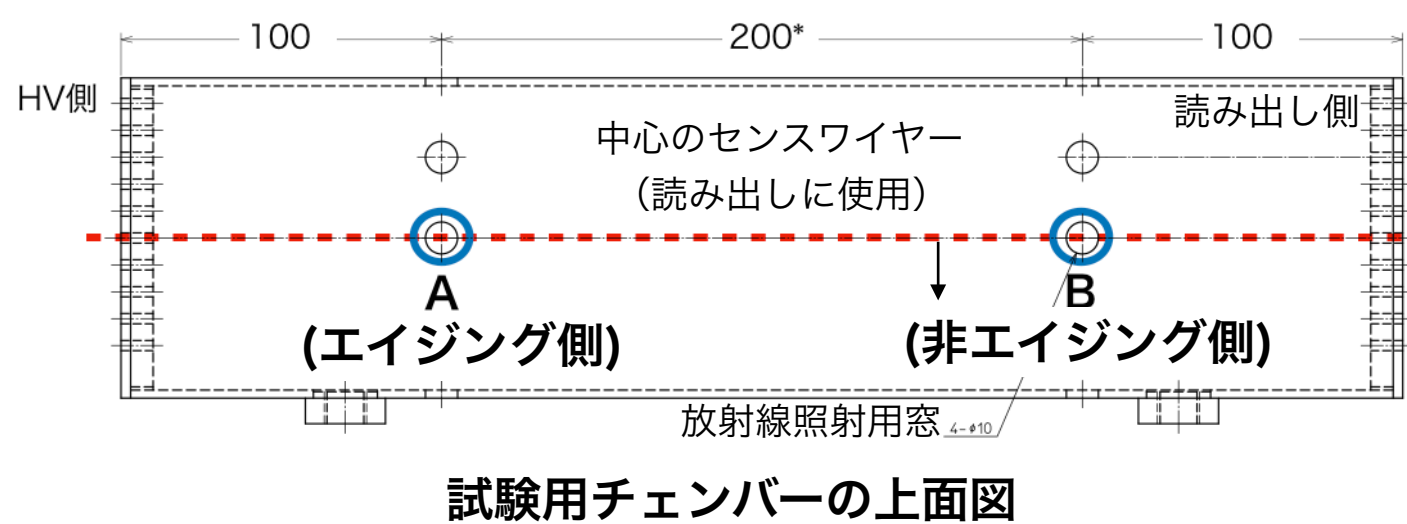 100
200*
100
HV側
読み出し側
中心のセンスワイヤー
（読み出しに使用）
A
B
(エイジング側)
(非エイジング側)
放射線照射用窓
4-φ10
試験用チェンバーの上面図